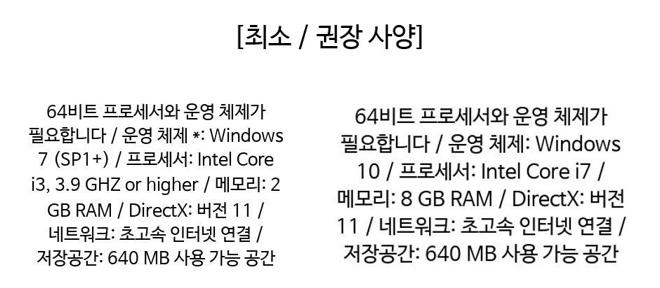 [최소 / 권장 사양]
64비트 프로세서와 운영 체제가
필요합니다 / 운영 체제 *: Windows
7 (SP1+) / 프로세서: Intel Core
i3, 3.9 GHZ or higher / 메모리: 2
GB RAM / DirectX: 버전 11 /
네트워크: 초고속 인터넷 연결 /
저장공간: 640 MB 사용 가능 공간
64비트 프로세서와 운영 체제가
필요합니다 / 운영 체제: Windows
10 / 프로세서: Intel Core i7 /
메모리: 8 GB RAM / DirectX: 버전
11 / 네트워크: 초고속 인터넷 연결 /
저장공간: 640 MB 사용 가능 공간